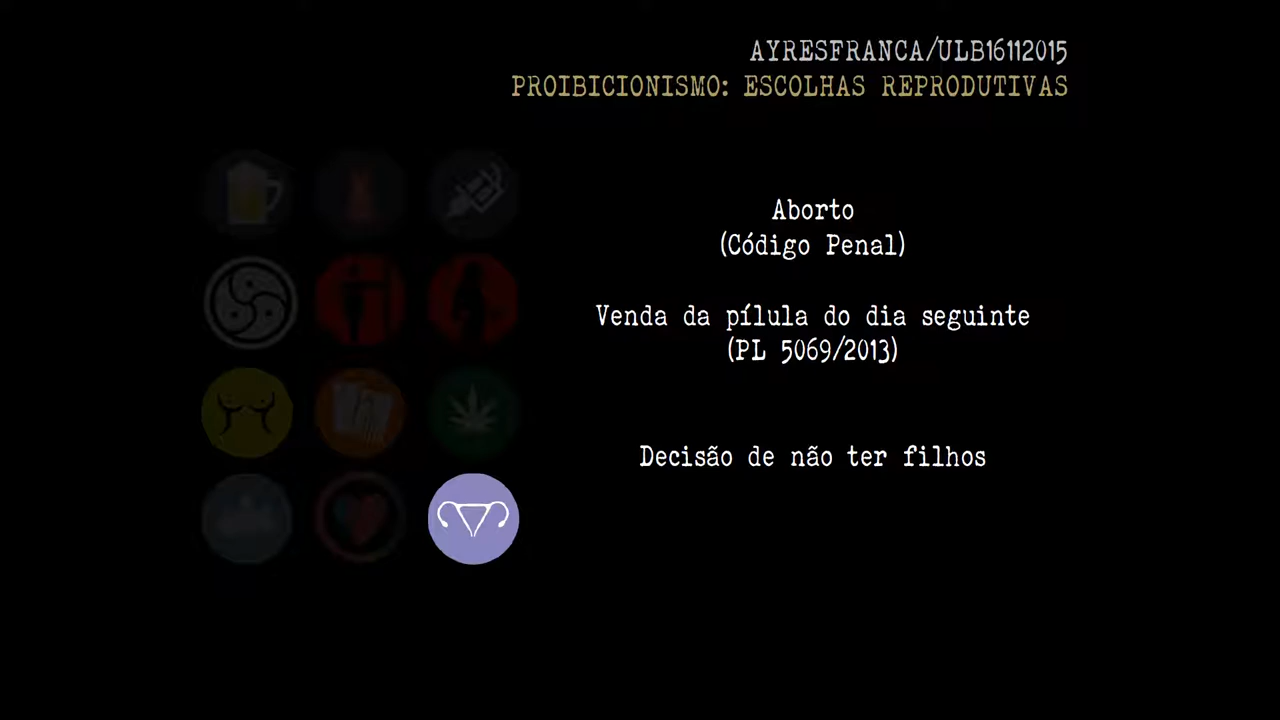 AYRESFRANCA/ULB16112015
PROIBICIONISMO: ESCOLHAS REPRODUTIVAS
Aborto
(Código Penal)
Venda da pílula do dia seguinte
(PL 5069/2013)
Decisão de não ter filhos